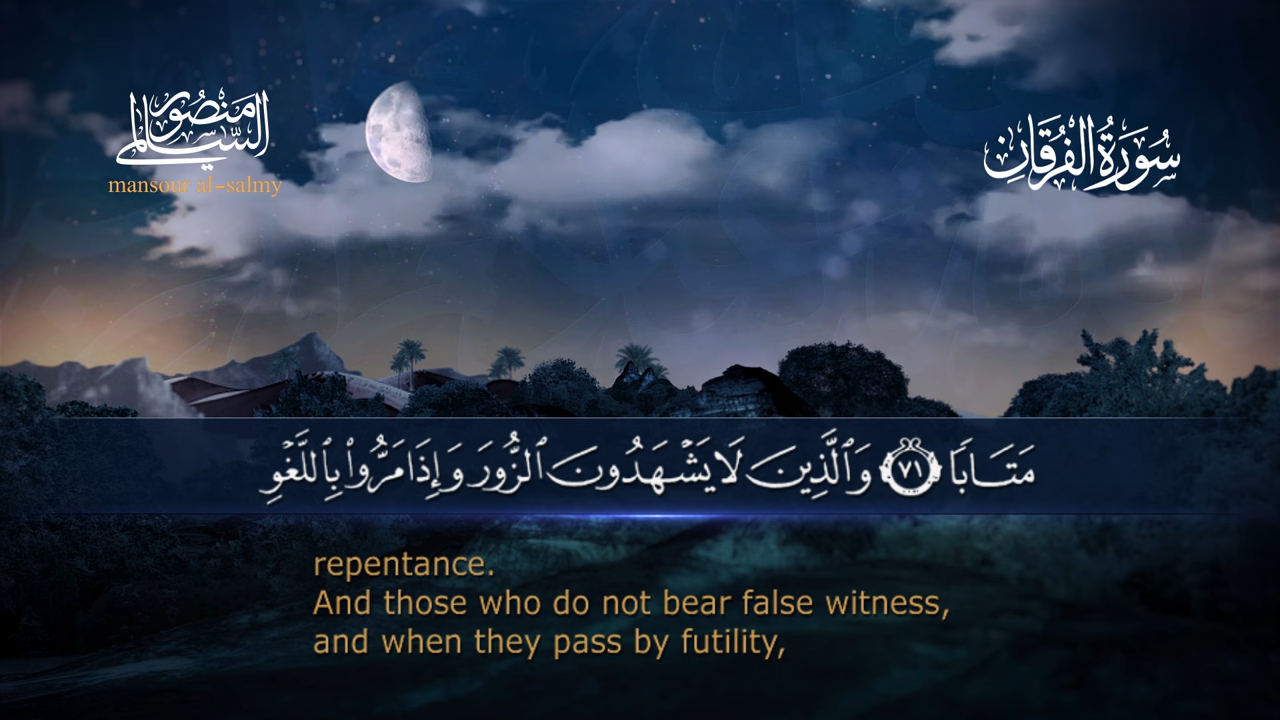 منصور
السالمي
mansour al-salmy
سُورَةُ الفُرْقَانِ
مَتَابًا ٧١ وَٱلَّذِينَ لَا يَشْهَدُونَ ٱلزُّورَ وَإِذَا مَرُّوا۟ بِٱللَّغْوِ
repentance.
And those who do not bear false witness,
and when they pass by futility,